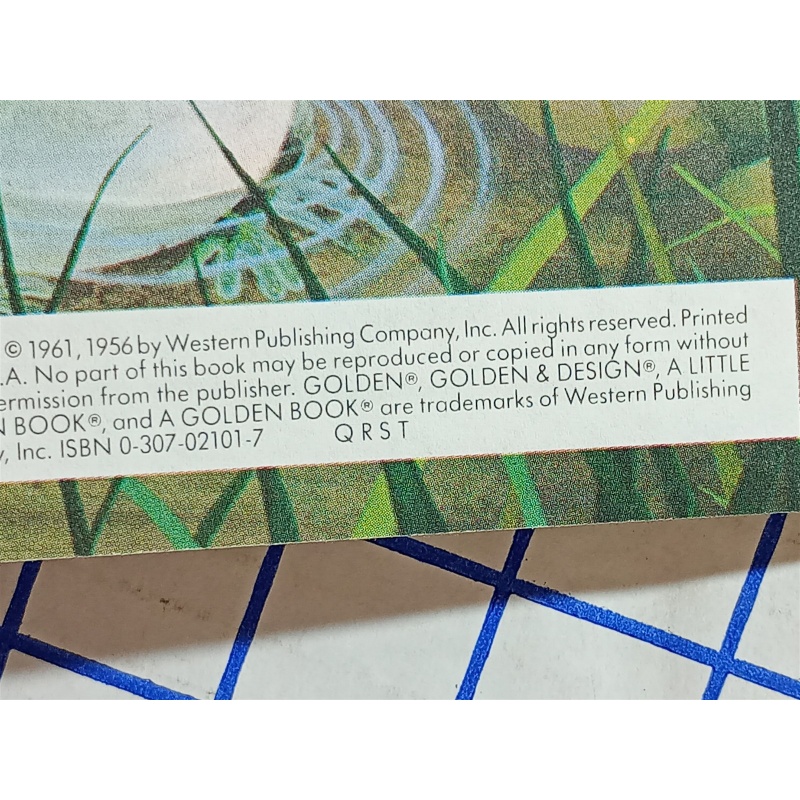 © 1961, 1956 by Western Publishing Company, Inc. All rights reserved. Printed
.A. No part of this book may be reproduced or copied in any form without
ermission from the publisher. GOLDEN®, GOLDEN & DESIGN®, A LITTLE
N BOOK®, and A GOLDEN BOOK® are trademarks of Western Publishing
y, Inc. ISBN 0-307-02101-7 Q R S T